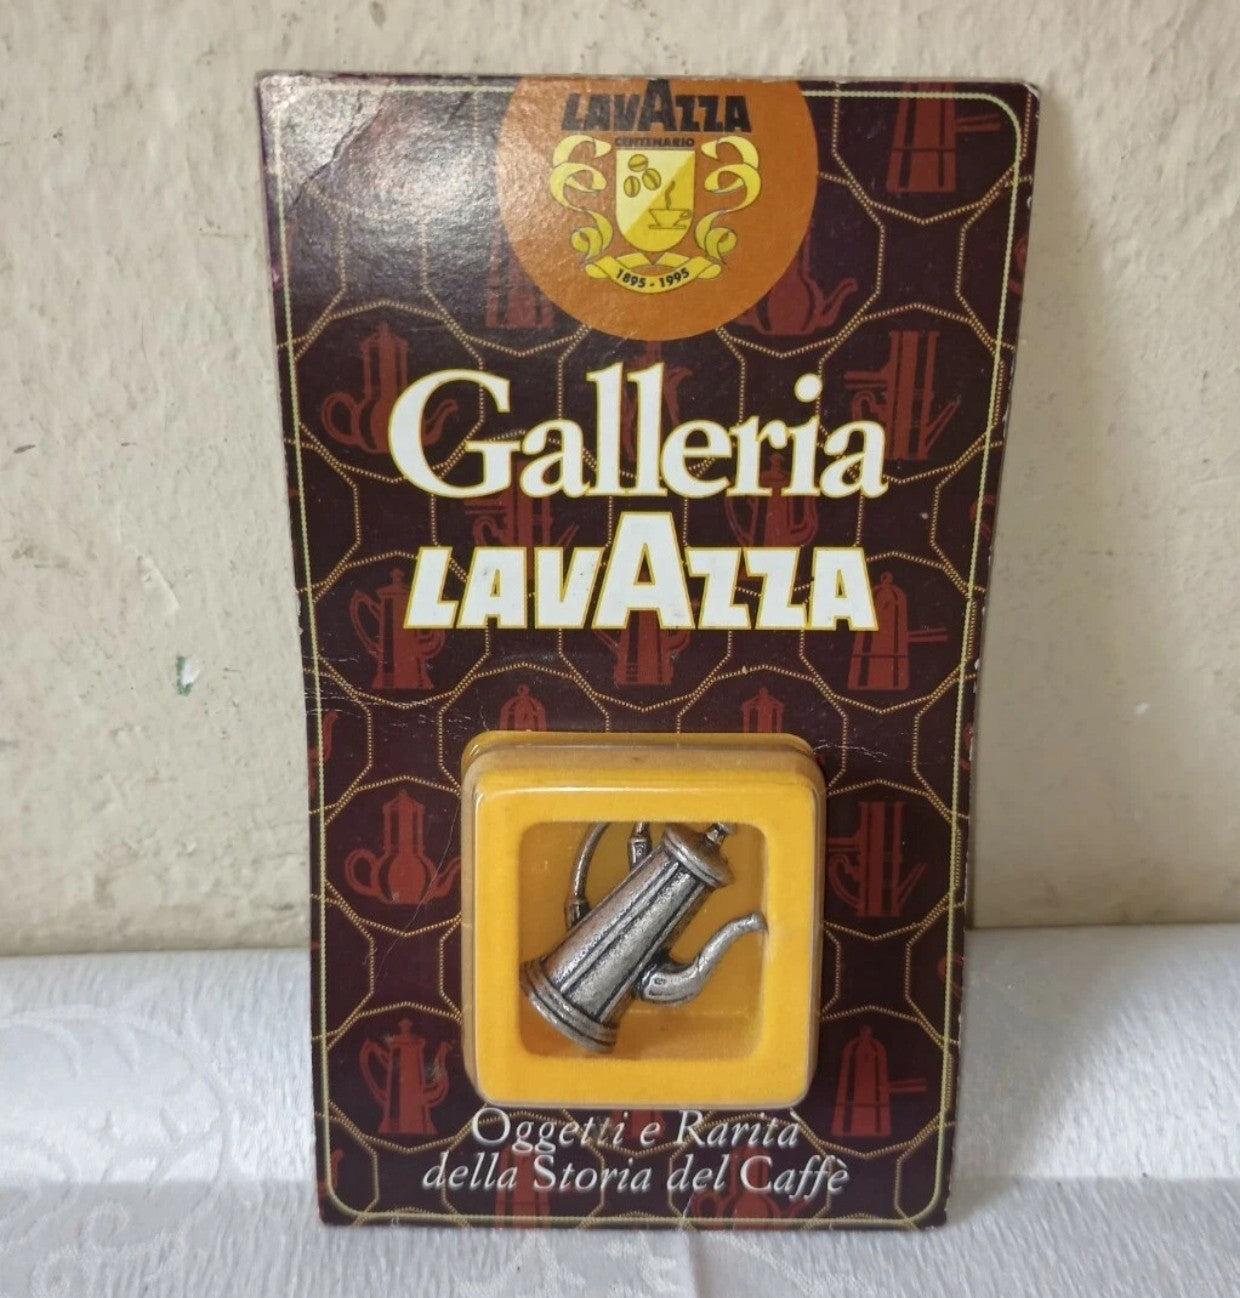 LAVAZZA
CENTENARIO
1895 - 1995
Galleria
LAVAZZA
Oggetti e Rarità
della Storia del Caffè